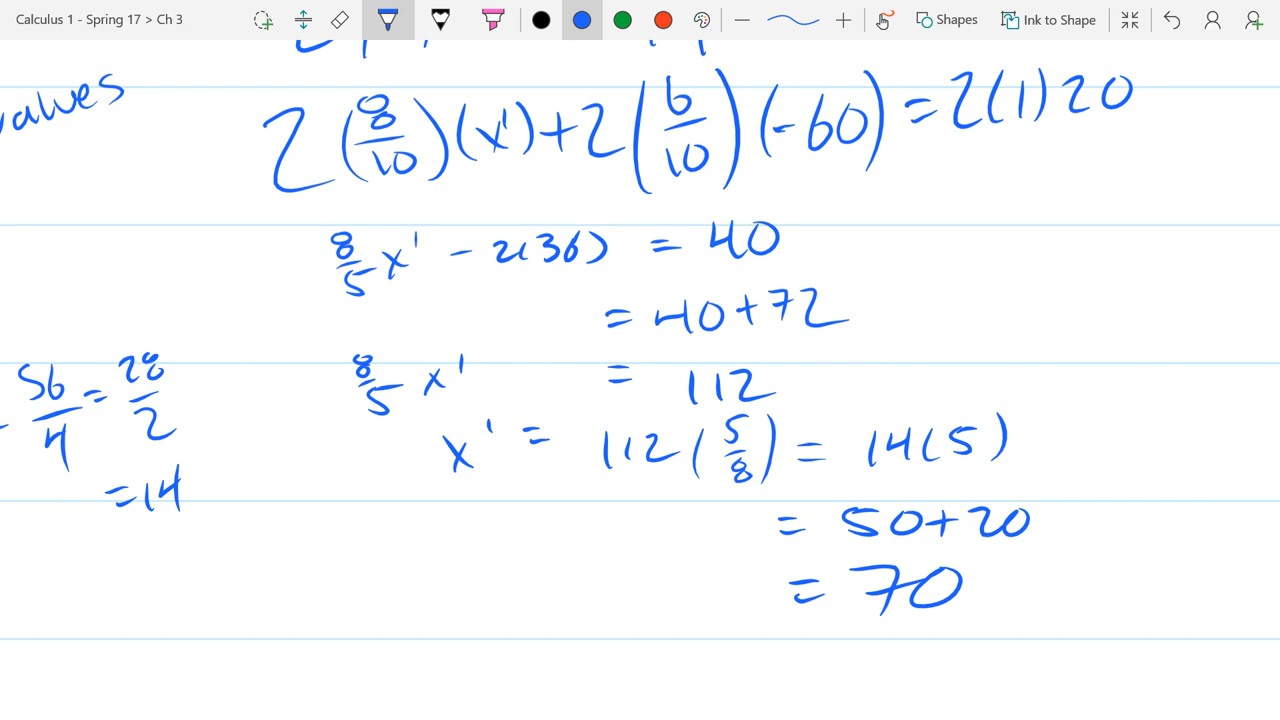 Calculus 1 - Spring 17 > Ch 3 Shapes Ink to Shape
values
2(8/10)(x')+2(6/10)(-60)=2(1)20
8/5 x' - 2(36) = 40
= 40+72
8/5 x' = 112
x' = 112(5/8) = 14(5)
= 50+20
= 70
56/4 = 28/2
=14